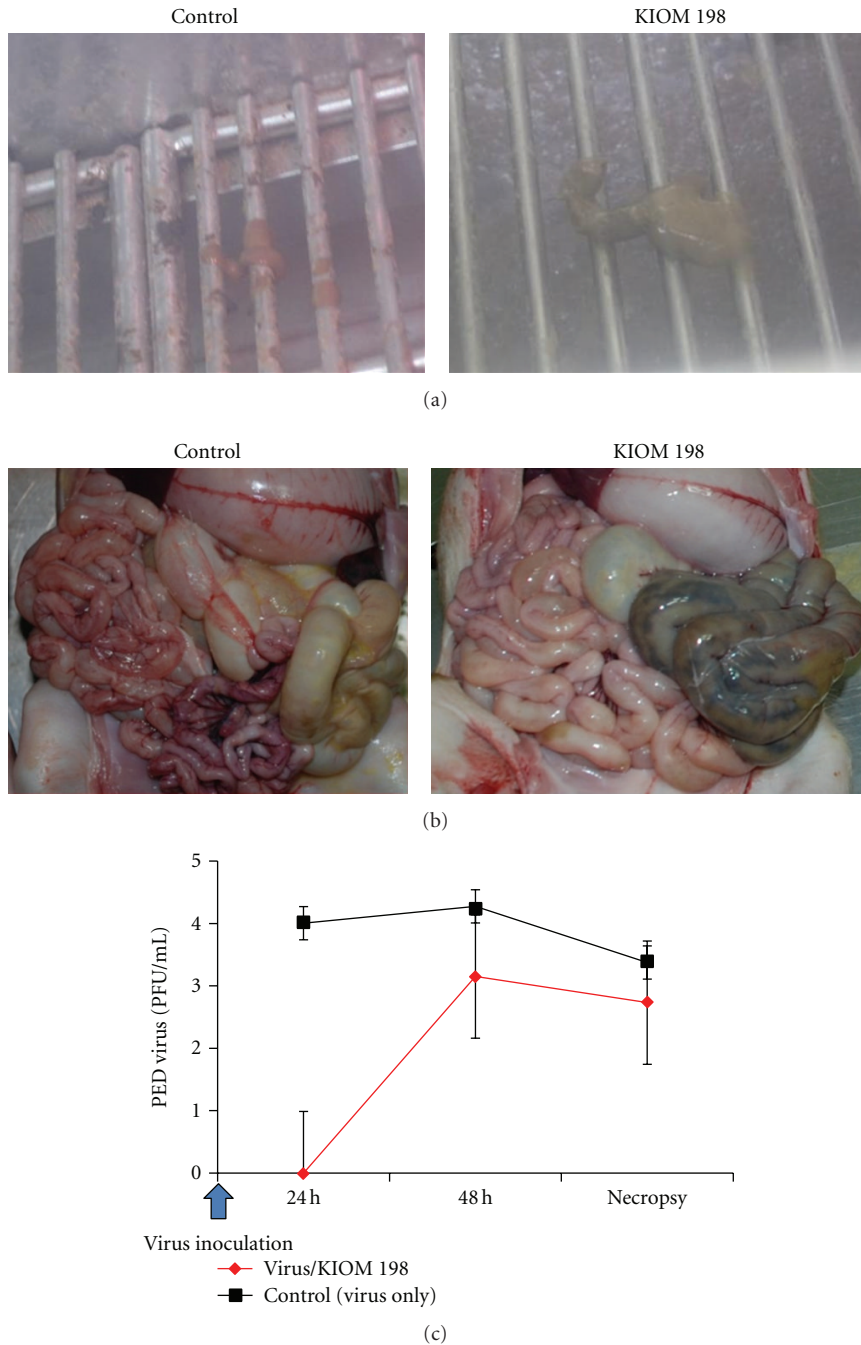 Control
KIOM 198
(a)
Control
KIOM 198
(b)
5
4
3
2
1
0
PED virus (PFU/mL)
24 h
48 h
Necropsy
Virus inoculation
Virus/KIOM 198
Control (virus only)
(c)